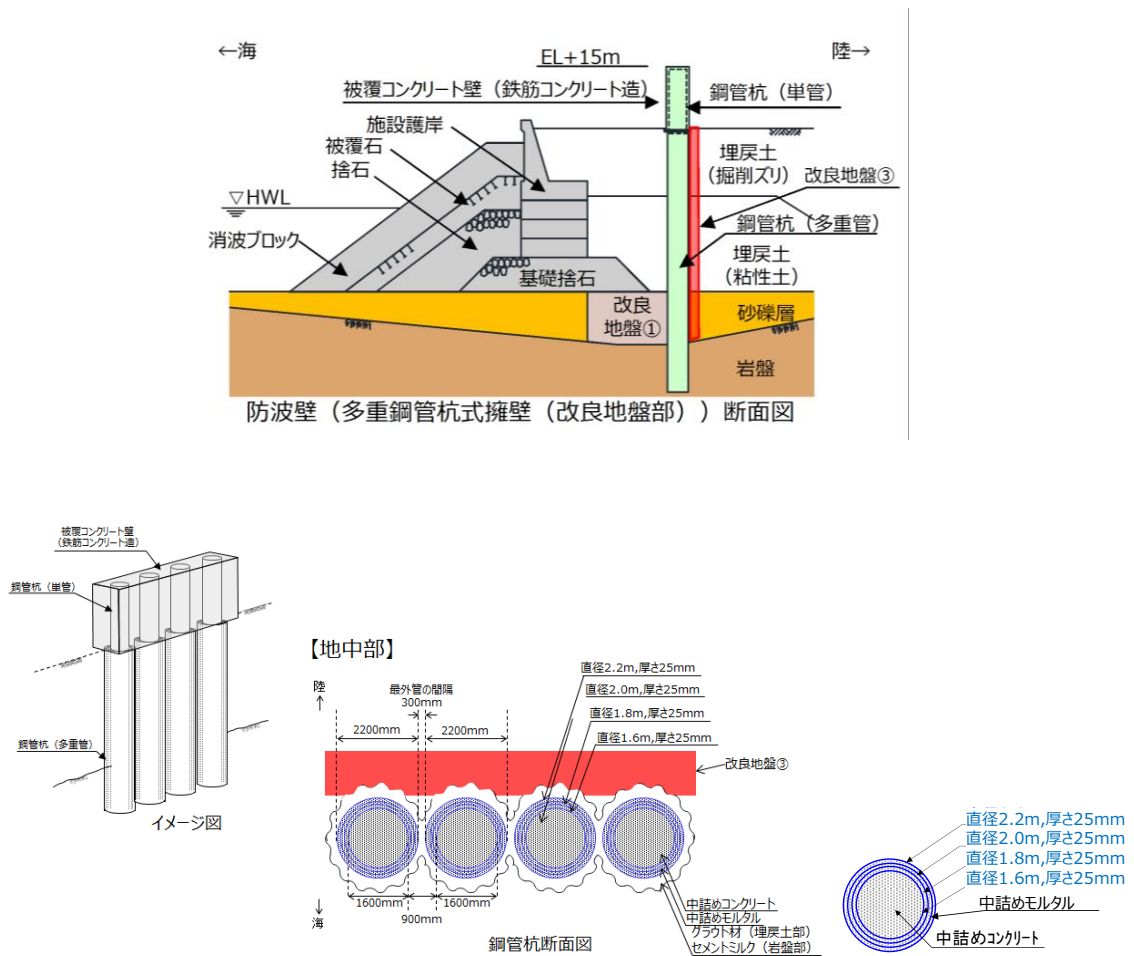 ←海
陸→
EL+15m
被覆コンクリート壁（鉄筋コンクリート造）
鋼管杭（単管）
施設護岸
被覆石
捨石
埋戻土
（掘削ズリ）
改良地盤③
▽HWL
鋼管杭（多重管）
消波ブロック
埋戻土
（粘性土）
基礎捨石
改良
地盤①
砂礫層
岩盤
防波壁（多重鋼管杭式擁壁（改良地盤部））断面図
被覆コンクリート壁
（鉄筋コンクリート造）
鋼管杭（単管）
鋼管杭（多重管）
イメージ図
【地中部】
陸
↑
最外管の間隔
300mm
2200mm
2200mm
直径2.2m,厚さ25mm
直径2.0m,厚さ25mm
直径1.8m,厚さ25mm
直径1.6m,厚さ25mm
改良地盤③
1600mm
1600mm
900mm
↓
海
中詰めコンクリート
中詰めモルタル
グラウト材（埋戻土部）
セメントミルク（岩盤部）
鋼管杭断面図
直径2.2m,厚さ25mm
直径2.0m,厚さ25mm
直径1.8m,厚さ25mm
直径1.6m,厚さ25mm
中詰めモルタル
中詰めコンクリート